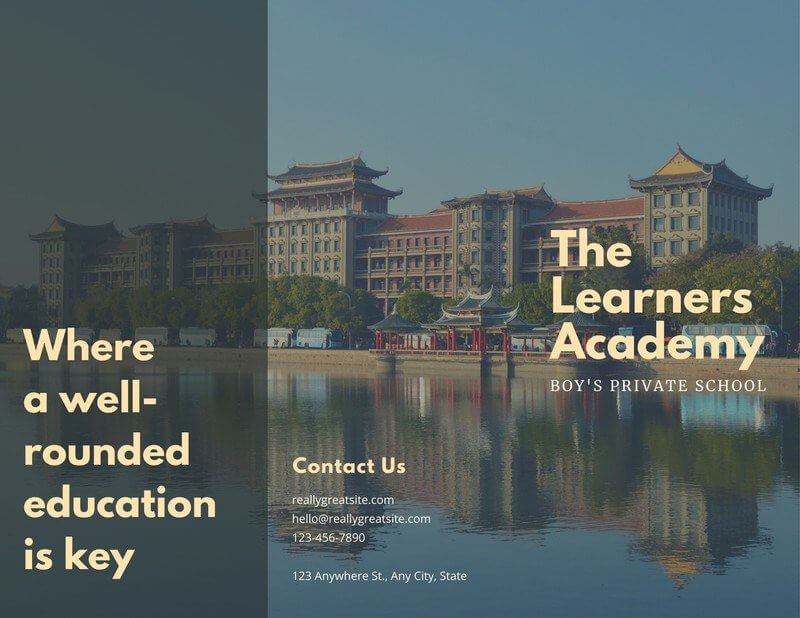 Where
a well-
rounded
education
is key
Contact Us
reallygreatsite.com
hello@reallygreatsite.com
123-456-7890
123 Anywhere St., Any City, State
The
Learners
Academy
BOY'S PRIVATE SCHOOL